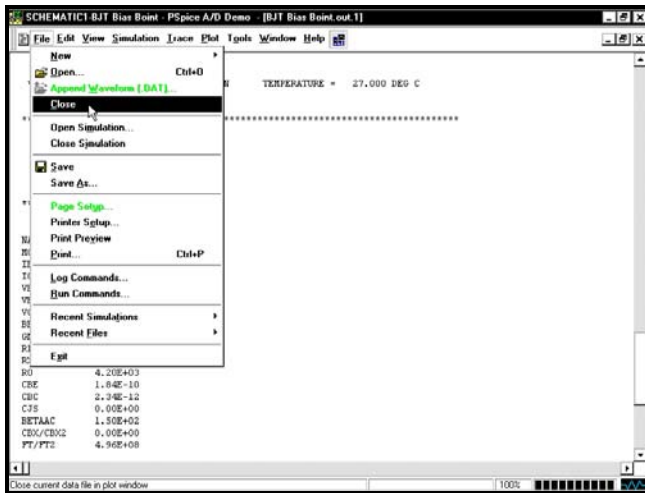 SCHEMATIC1-BJT Bias Boint - PSpice A/D Demo - [BJT Bias Boint.out.1]
File Edit View Simulation Trace Plot Tools Window Help
New
Open... Ctrl+O
TEMPERATURE = 27.000 DEG C
Append Waveform (.DAT)...
Close
******************************************
Open Simulation...
Close Simulation
Save
Save As...
Page Setup...
Printer Setup...
Print Preview
Print... Ctrl+P
Log Commands...
Run Commands...
Recent Simulations
Recent Files
Exit
RO 4.20E+03
CBE 1.84E-10
CBC 2.34E-12
CJS 0.00E+00
BETAAC 1.50E+02
CBX/CBX2 0.00E+00
FT/FT2 4.96E+08
Close current data file in plot window
100%